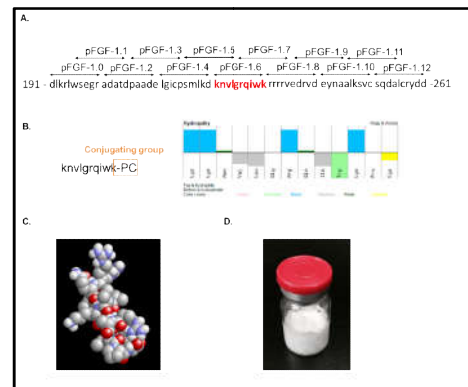 A.
pFGF-1.1 pFGF-1.3 pFGF-1.5 pFGF-1.7 pFGF-1.9 pFGF-1.11
pFGF-1.0 pFGF-1.2 pFGF-1.4 pFGF-1.6 pFGF-1.8 pFGF-1.10 pFGF-1.12
191 - dlkrlwsegr adatdpaade lgicpsmlkd knvlgrqiwk rrrrvedrvd eynaalksvc sqdalcrydd -261
B.
Hydropathy
Conjugating group
knvlgrqiwk-PC
C.
D.